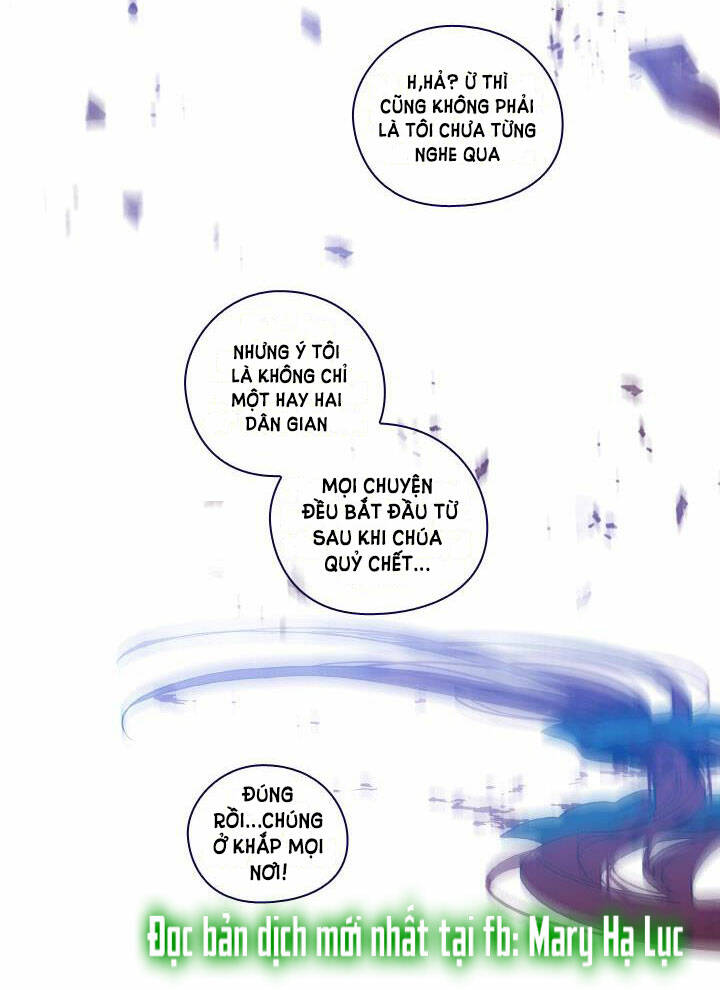 H,HẢ? Ừ THÌ
CŨNG KHÔNG PHẢI
LÀ TÔI CHƯA TỪNG
NGHE QUA
NHƯNG Ý TÔI
LÀ KHÔNG CHỈ
MỘT HAY HAI
DÂN GIAN
MỌI CHUYỆN
ĐỀU BẮT ĐẦU TỪ
SAU KHI CHÚA
QUỶ CHẾT...
ĐÚNG
RỒI...CHÚNG
Ở KHẮP MỌI
NƠI!
Đọc bản dịch mới nhất tại fb: Mary Hạ Lục